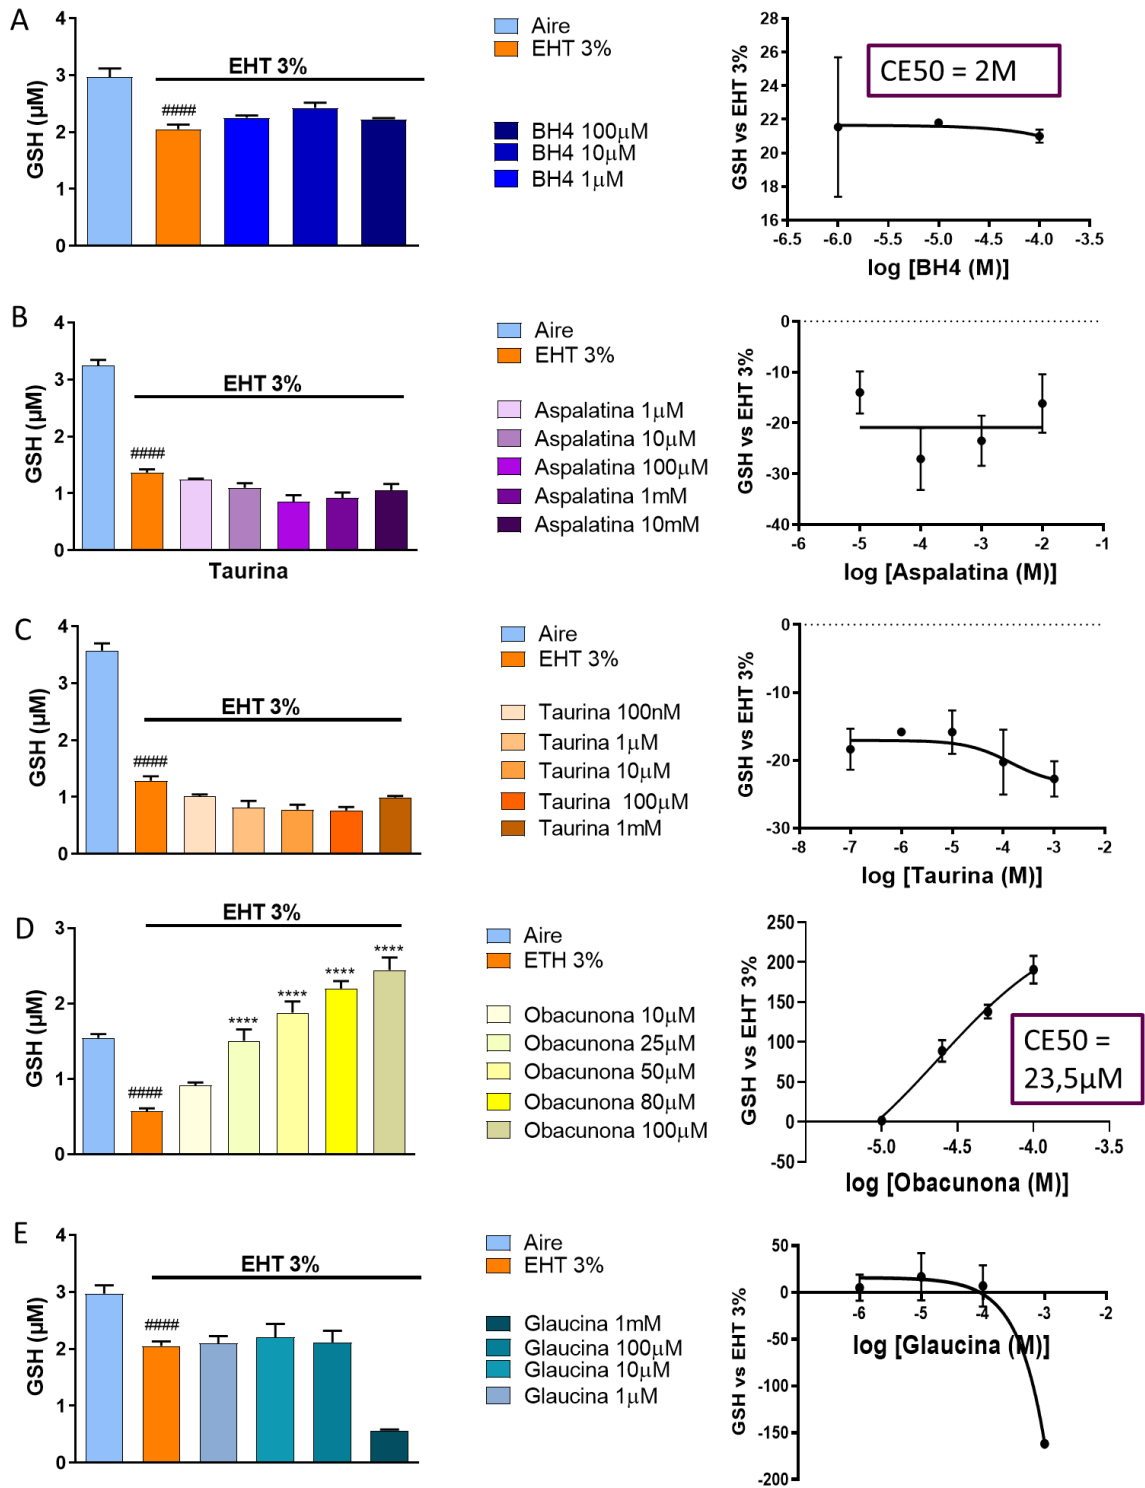 A
4
3
2
1
0
GSH (μM)
EHT 3%
####
Aire
EHT 3%
BH4 100μM
BH4 10μM
BH4 1μM
28
26
24
22
20
18
16
GSH vs EHT 3%
CE50 = 2M
-6.5 -6.0 -5.5 -5.0 -4.5 -4.0 -3.5
log [BH4 (M)]
B
4
3
2
1
0
GSH (μM)
EHT 3%
####
Taurina
Aire
EHT 3%
Aspalatina 1μM
Aspalatina 10μM
Aspalatina 100μM
Aspalatina 1mM
Aspalatina 10mM
0
-10
-20
-30
-40
GSH vs EHT 3%
-6 -5 -4 -3 -2 -1
log [Aspalatina (M)]
C
4
3
2
1
0
GSH (μM)
EHT 3%
####
Aire
EHT 3%
Taurina 100nM
Taurina 1μM
Taurina 10μM
Taurina 100μM
Taurina 1mM
0
-10
-20
-30
GSH vs EHT 3%
-8 -7 -6 -5 -4 -3 -2
log [Taurina (M)]
D
3
2
1
0
GSH (μM)
EHT 3%
####
****
****
****
****
Aire
ETH 3%
Obacunona 10μM
Obacunona 25μM
Obacunona 50μM
Obacunona 80μM
Obacunona 100μM
250
200
150
100
50
0
-50
GSH vs EHT 3%
CE50 =
23,5μM
-5.0 -4.5 -4.0 -3.5
log [Obacunona (M)]
E
4
3
2
1
0
GSH (μM)
EHT 3%
####
Aire
EHT 3%
Glaucina 1mM
Glaucina 100μM
Glaucina 10μM
Glaucina 1μM
50
0
-50
-100
-150
-200
GSH vs EHT 3%
-6 -5 -4 -3 -2
log [Glaucina (M)]